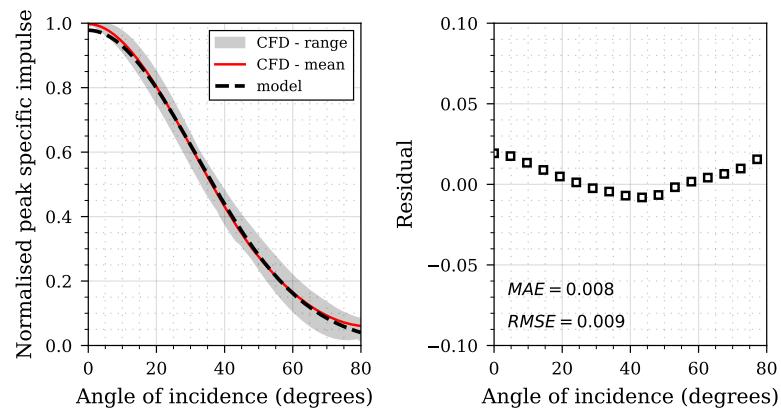 Normalised peak specific impulse
1.0
0.8
0.6
0.4
0.2
0.0
CFD - range
CFD - mean
model
0 20 40 60 80
Angle of incidence (degrees)
Residual
0.10
0.05
0.00
−0.05
−0.10
MAE = 0.008
RMSE = 0.009
0 20 40 60 80
Angle of incidence (degrees)